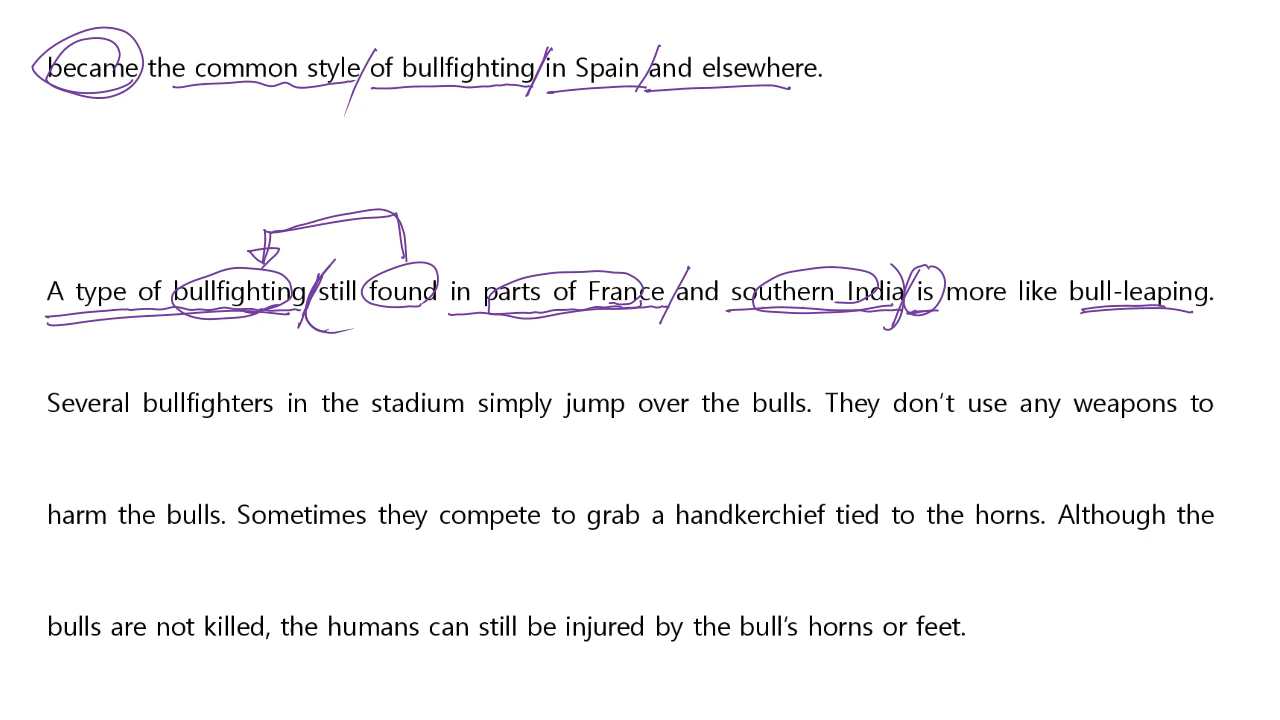 became the common style of bullfighting in Spain and elsewhere.
A type of bullfighting still found in parts of France and southern India is more like bull-leaping.
Several bullfighters in the stadium simply jump over the bulls. They don't use any weapons to
harm the bulls. Sometimes they compete to grab a handkerchief tied to the horns. Although the
bulls are not killed, the humans can still be injured by the bull's horns or feet.